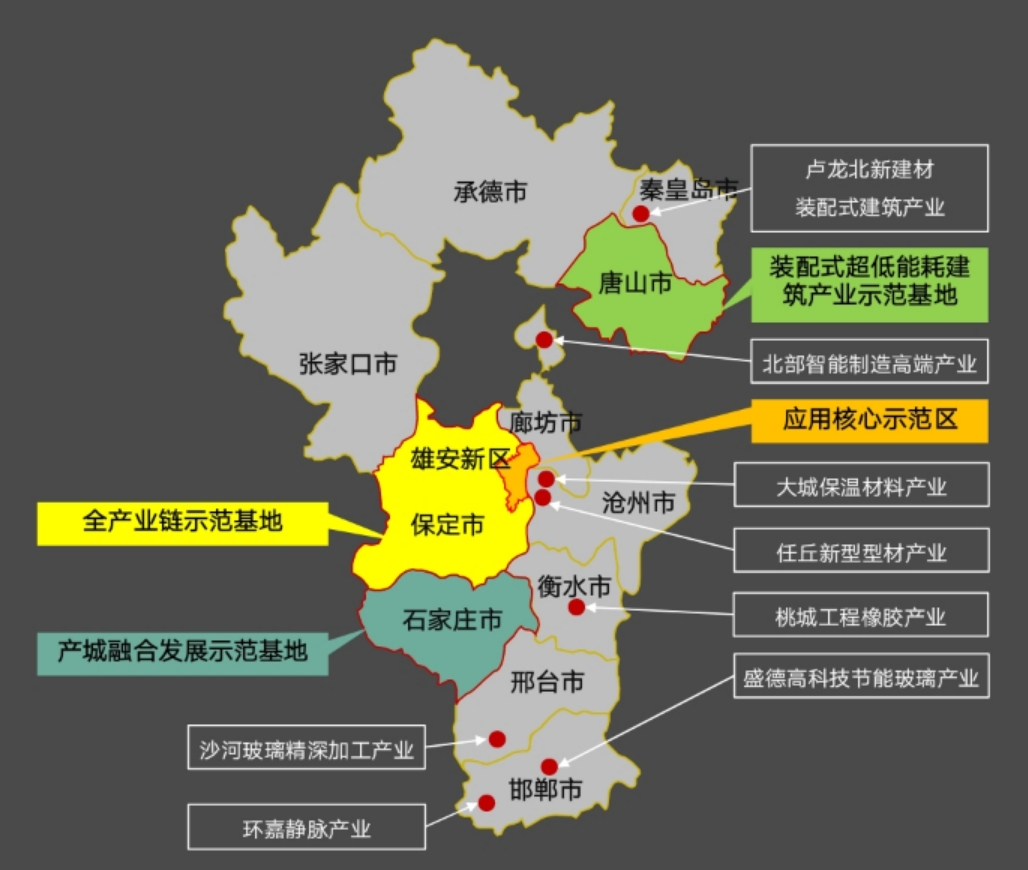 承德市
秦皇岛市
卢龙北新建材
装配式建筑产业
唐山市
装配式超低能耗建
筑产业示范基地
张家口市
北部智能制造高端产业
廊坊市
应用核心示范区
雄安新区
大城保温材料产业
沧州市
全产业链示范基地
保定市
任丘新型型材产业
衡水市
桃城工程橡胶产业
石家庄市
产城融合发展示范基地
邢台市
盛德高科技节能玻璃产业
沙河玻璃精深加工产业
邯郸市
环嘉静脉产业